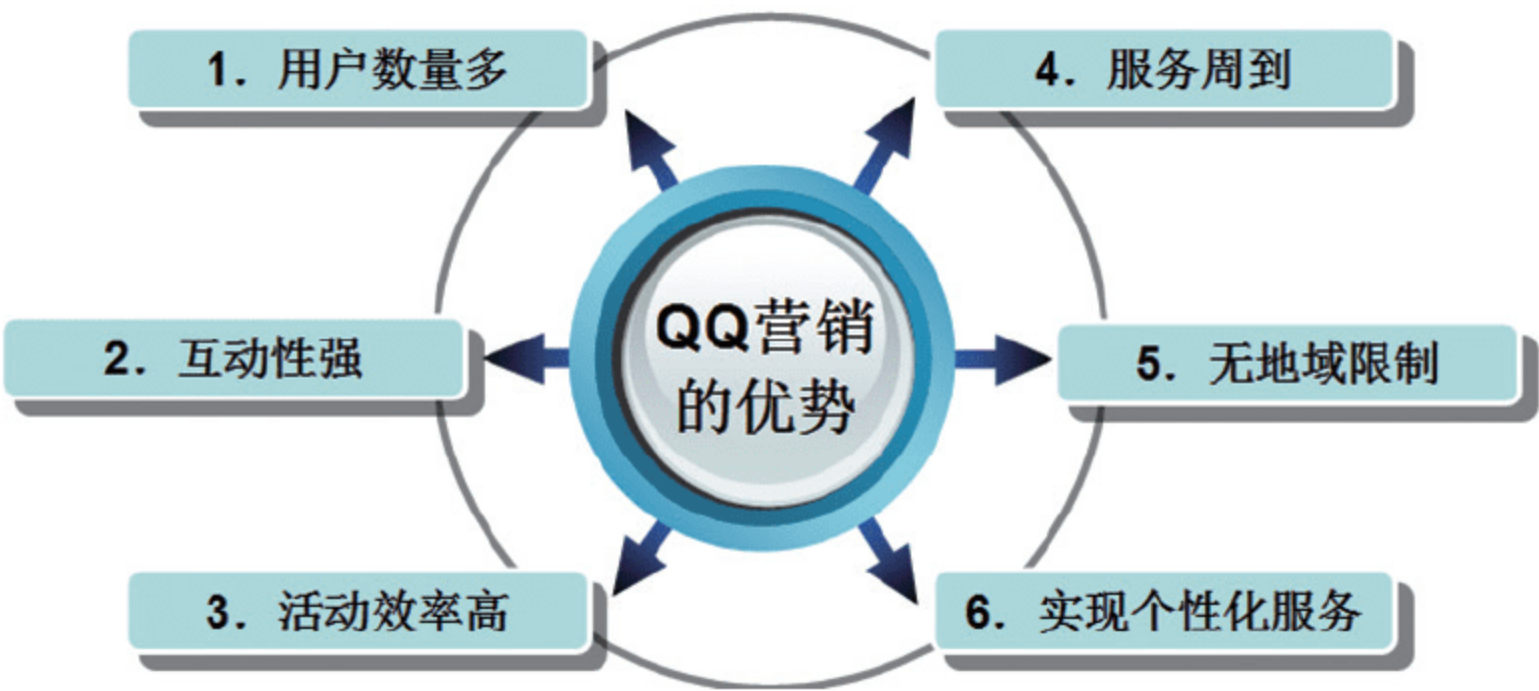 1. 用户数量多
4. 服务周到
QQ营销
的优势
2. 互动性强
5. 无地域限制
3. 活动效率高
6. 实现个性化服务